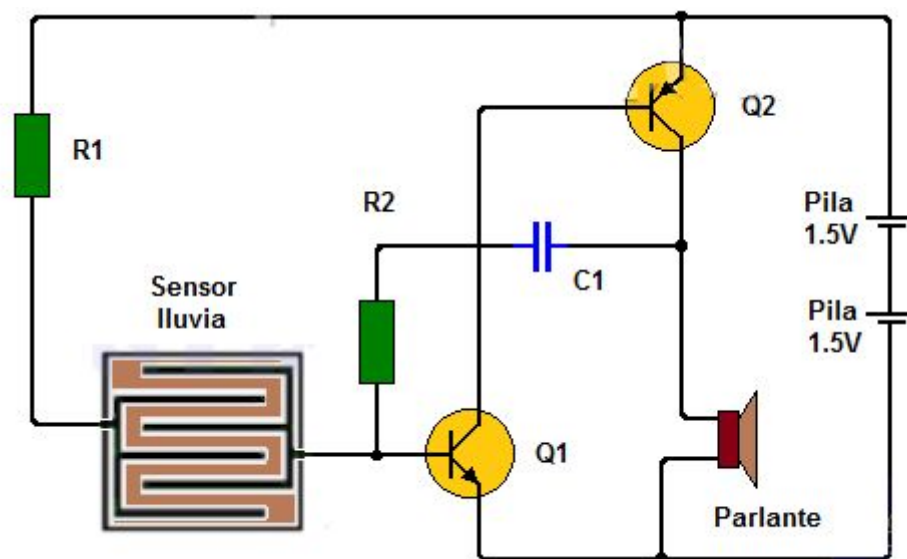 R1
Q2
R2
Pila
1.5V
C1
Sensor
lluvia
Pila
1.5V
Q1
Parlante